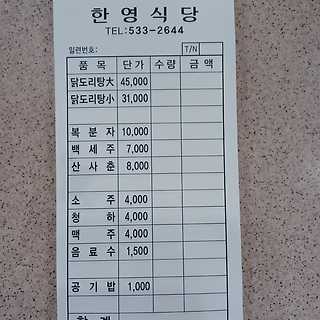 한영식당
TEL:533-2644
일련번호: T/N
품 목 단가 수량 금 액
닭도리탕大 45,000
닭도리탕小 31,000
복 분 자 10,000
백 세 주 7,000
산 사 춘 8,000
소 주 4,000
청 하 4,000
맥 주 4,000
음 료 수 1,500
공 기 밥 1,000
합 계